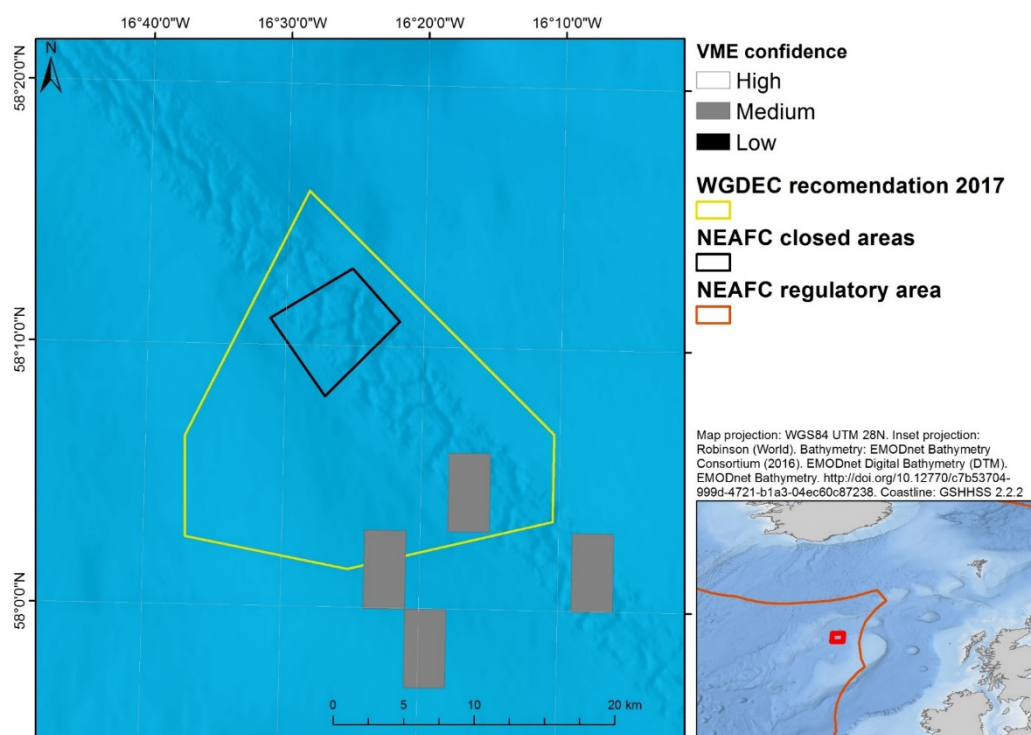 16°40'0"W 16°30'0"W 16°20'0"W 16°10'0"W
N
58°20'0"N
58°10'0"N
58°0'0"N
0 5 10 20 km
VME confidence
High
Medium
Low
WGDEC recomendation 2017
NEAFC closed areas
NEAFC regulatory area
Map projection: WGS84 UTM 28N. Inset projection:
Robinson (World). Bathymetry: EMODnet Bathymetry
Consortium (2016). EMODnet Digital Bathymetry (DTM).
EMODnet Bathymetry. http://doi.org/10.12770/c7b53704-
999d-4721-b1a3-04ec60c87238. Coastline: GSHHSS 2.2.2